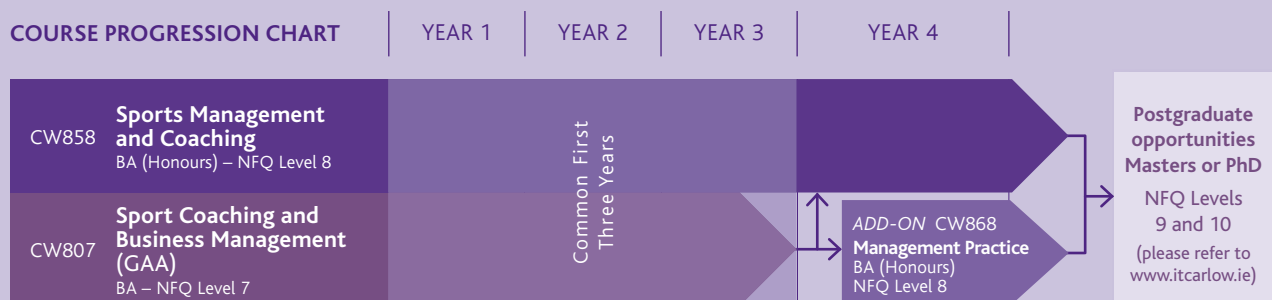 COURSE PROGRESSION CHART
YEAR 1
YEAR 2
YEAR 3
YEAR 4
CW858
Sports Management
and Coaching
BA (Honours) – NFQ Level 8
CW807
Sport Coaching and
Business Management
(GAA)
BA – NFQ Level 7
Common First
Three Years
ADD-ON CW868
Management Practice
BA (Honours)
NFQ Level 8
Postgraduate
opportunities
Masters or PhD
NFQ Levels
9 and 10
(please refer to
www.itcarlow.ie)